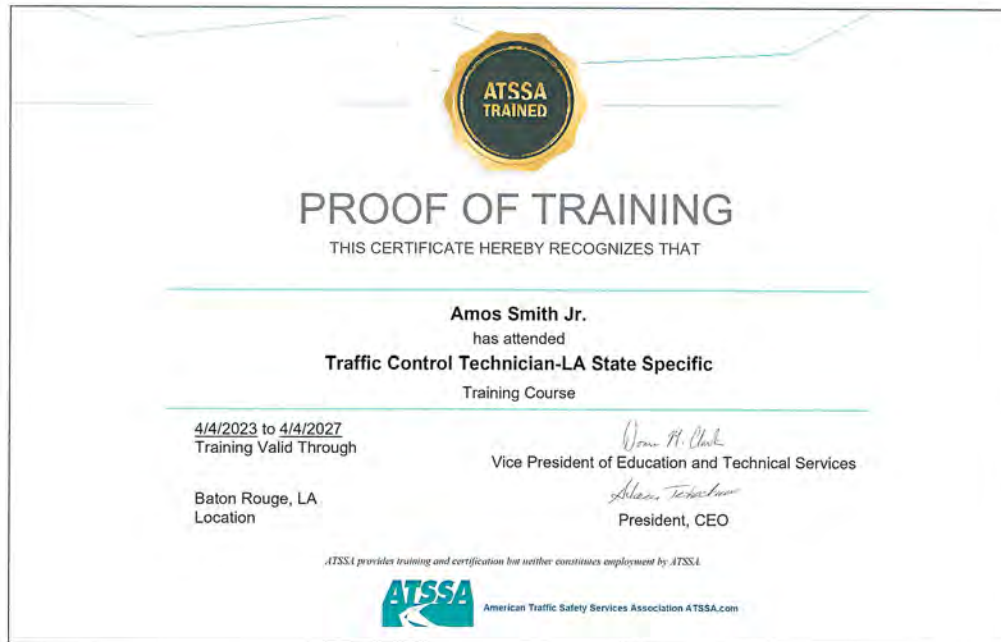 ATSSA
TRAINED
PROOF OF TRAINING
THIS CERTIFICATE HEREBY RECOGNIZES THAT
Amos Smith Jr.
has attended
Traffic Control Technician-LA State Specific
Training Course
4/4/2023 to 4/4/2027
Training Valid Through
Vice President of Education and Technical Services
Baton Rouge, LA
Location
President, CEO
ATSSA provides training and certification but neither constitutes employment by ATSSA.
ATSSA
American Traffic Safety Services Association ATSSA.com